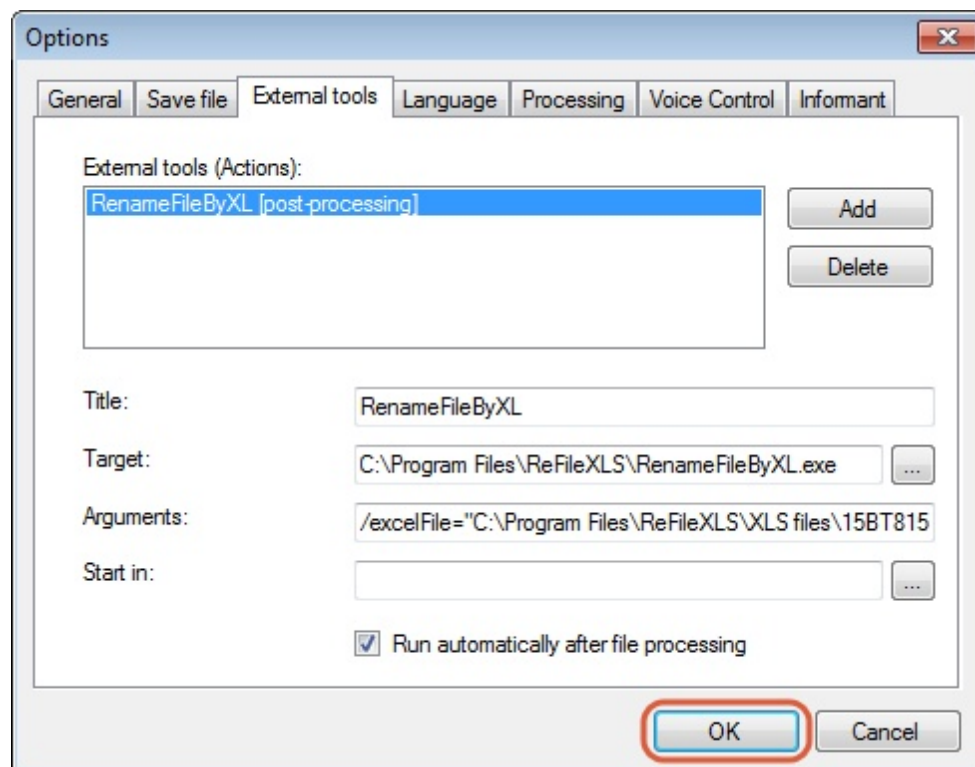 Options
General Save file External tools Language Processing Voice Control Informant
External tools (Actions):
RenameFileByXL [post-processing]
Add
Delete
Title: RenameFileByXL
Target: C:\Program Files\ReFileXLS\RenameFileByXL.exe ...
Arguments: /excelFile="C:\Program Files\ReFileXLS\XLS files\15BT815
Start in: ...
Run automatically after file processing
OK Cancel